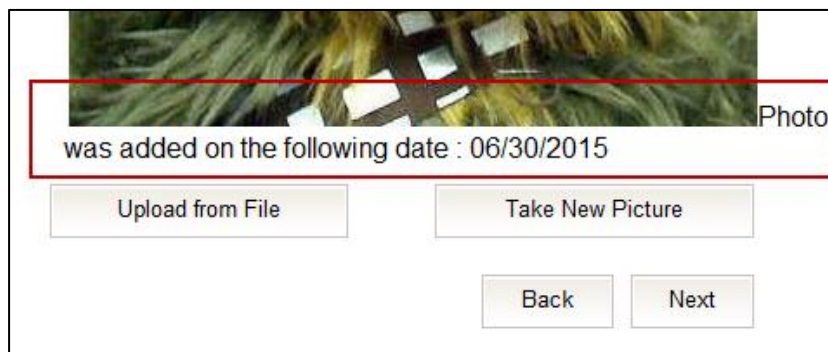 Photo
was added on the following date : 06/30/2015
Upload from File
Take New Picture
Back
Next